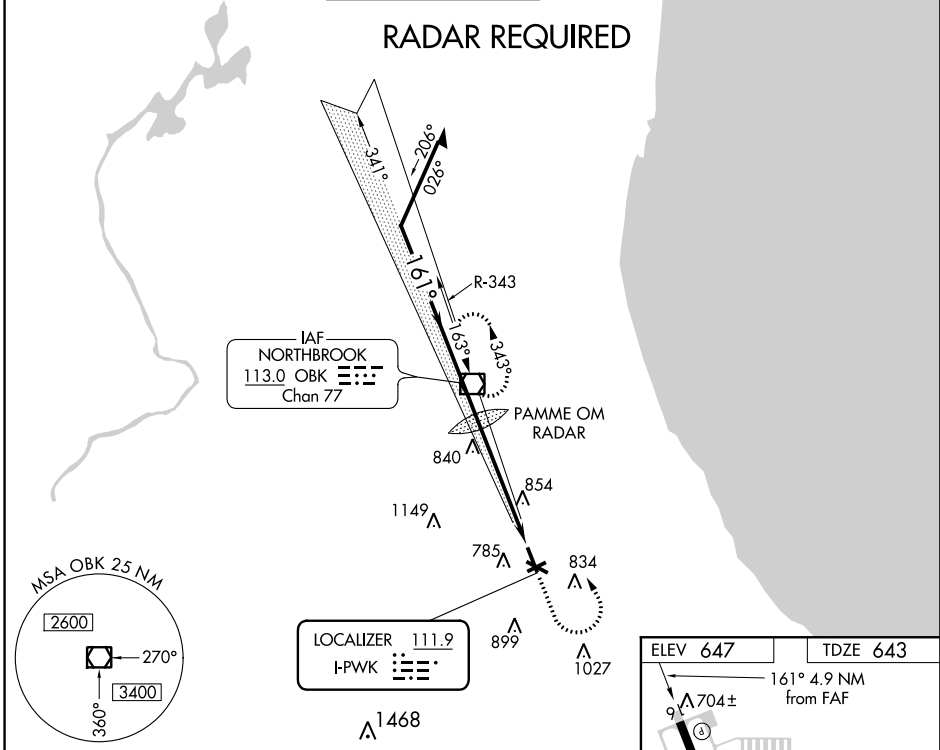 RADAR REQUIRED
341°
206°
026°
161°
R-343
163°
343°
IAF
NORTHBROOK
113.0 OBK
Chan 77
PAMME OM
RADAR
840
854
1149
785
834
899
1027
LOCALIZER 111.9
I-PWK
MSA OBK 25 NM
2600
270°
3400
360°
1468
ELEV 647
TDZE 643
161° 4.9 NM
from FAF
704±
16
P